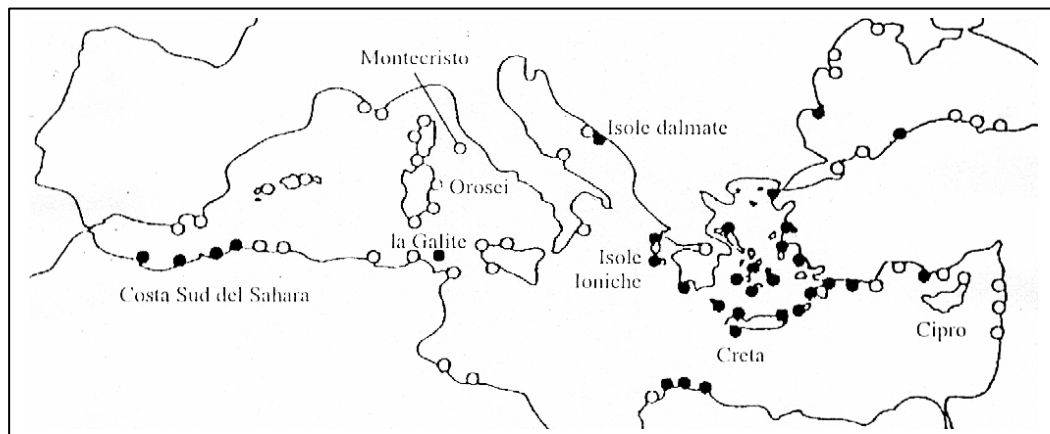 Montecristo
Isole dalmate
Orosei
la Galite
Isole
Ioniche
Costa Sud del Sahara
Creta
Cipro